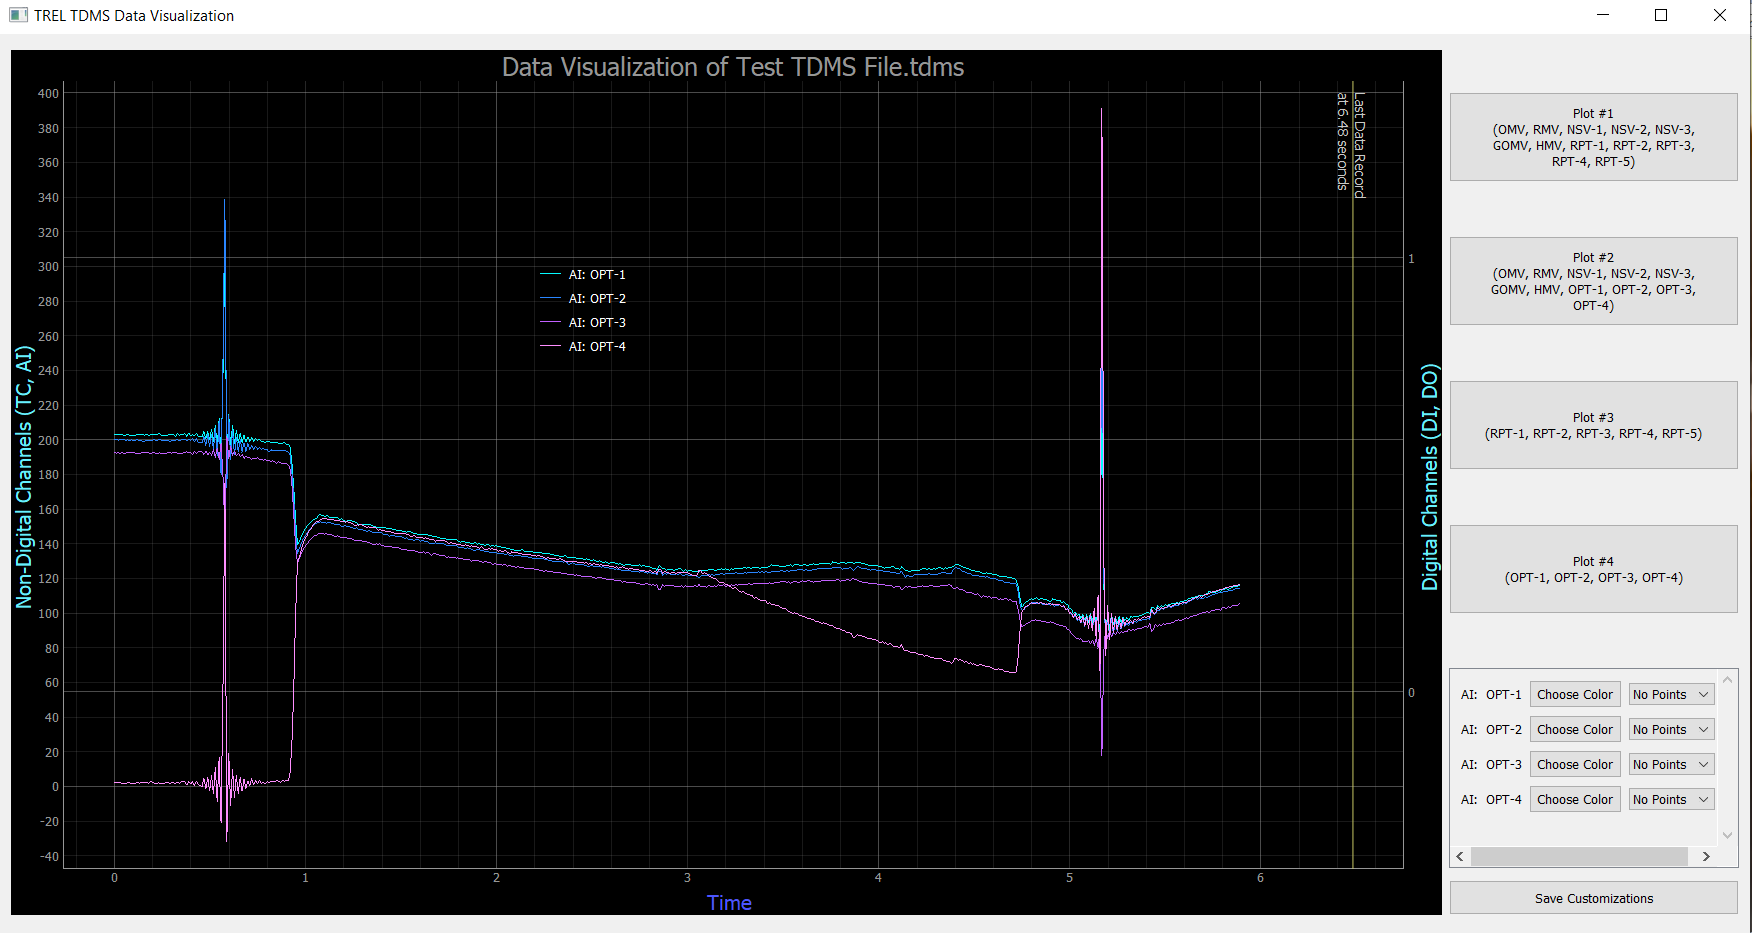 TREL TDMS Data Visualization
Data Visualization of Test TDMS File.tdms
Non-Digital Channels (TC, AI)
400
380
360
340
320
300
280
260
240
220
200
180
160
140
120
100
80
60
40
20
0
-20
-40
AI: OPT-1
AI: OPT-2
AI: OPT-3
AI: OPT-4
Last Data Record
at 6.48 seconds
1
0
Digital Channels (DI, DO)
0 1 2 3 4 5 6
Time
Plot #1
(OMV, RMV, NSV-1, NSV-2, NSV-3,
GOMV, HMV, RPT-1, RPT-2, RPT-3,
RPT-4, RPT-5)
Plot #2
(OMV, RMV, NSV-1, NSV-2, NSV-3,
GOMV, HMV, OPT-1, OPT-2, OPT-3,
OPT-4)
Plot #3
(RPT-1, RPT-2, RPT-3, RPT-4, RPT-5)
Plot #4
(OPT-1, OPT-2, OPT-3, OPT-4)
AI: OPT-1 Choose Color No Points
AI: OPT-2 Choose Color No Points
AI: OPT-3 Choose Color No Points
AI: OPT-4 Choose Color No Points
Save Customizations